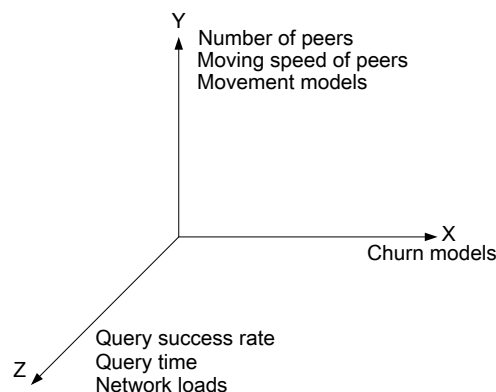 Y
Number of peers
Moving speed of peers
Movement models
X
Churn models
Query success rate
Query time
Z
Network loads